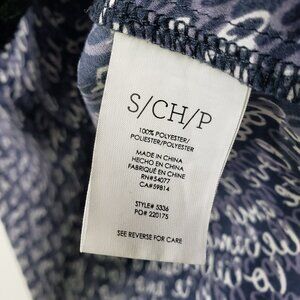 S/CH/P
100% POLYESTER/
POLIESTER/POLYESTER
MADE IN CHINA
HECHO EN CHINA
FABRIQUÉ EN CHINE
RN#54077
CA#59814
STYLE# 5336
PO# 220175
SEE REVERSE FOR CARE